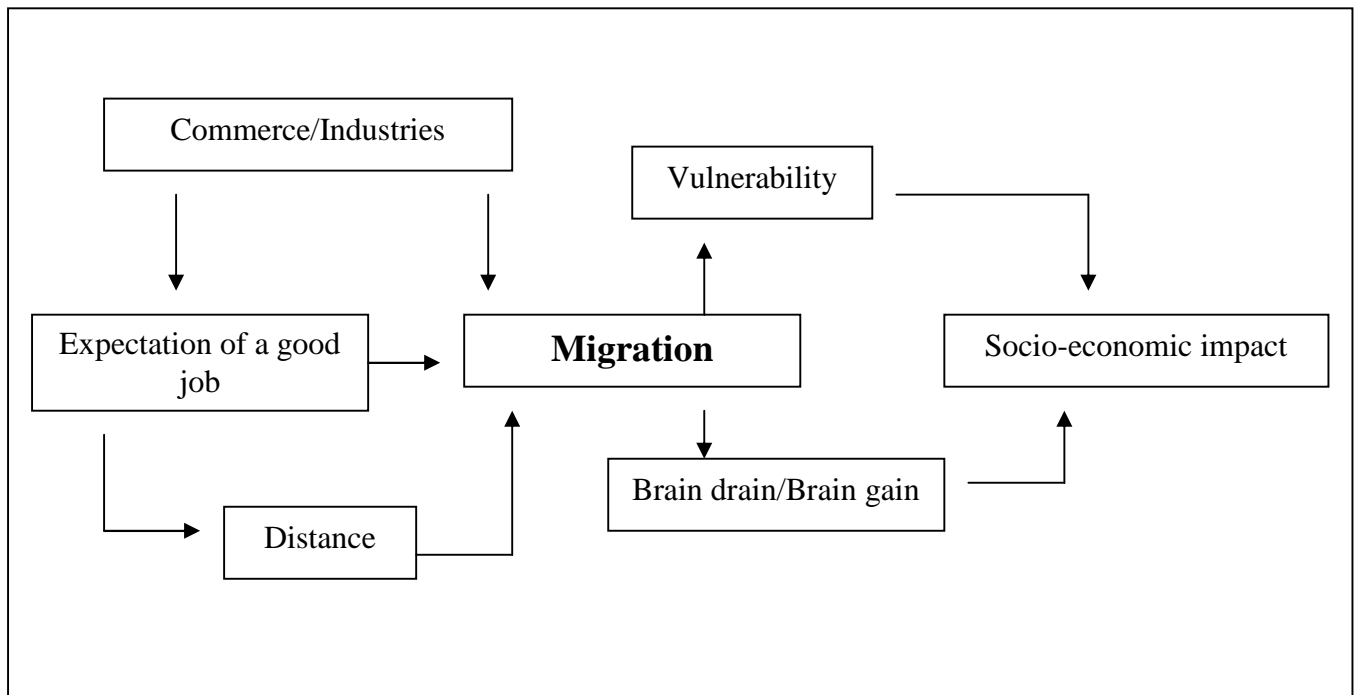 Commerce/Industries
Vulnerability
Expectation of a good
job
Migration
Socio-economic impact
Brain drain/Brain gain
Distance